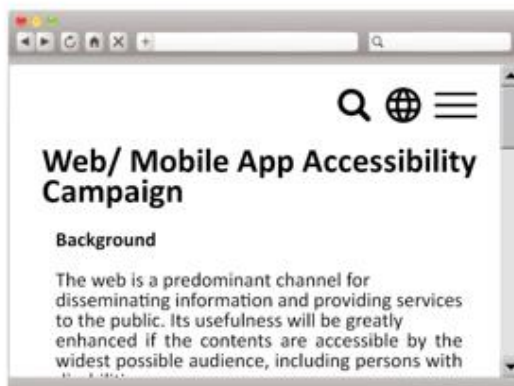 Web/ Mobile App Accessibility
Campaign
Background
The web is a predominant channel for
disseminating information and providing services
to the public. Its usefulness will be greatly
enhanced if the contents are accessible by the
widest possible audience, including persons with